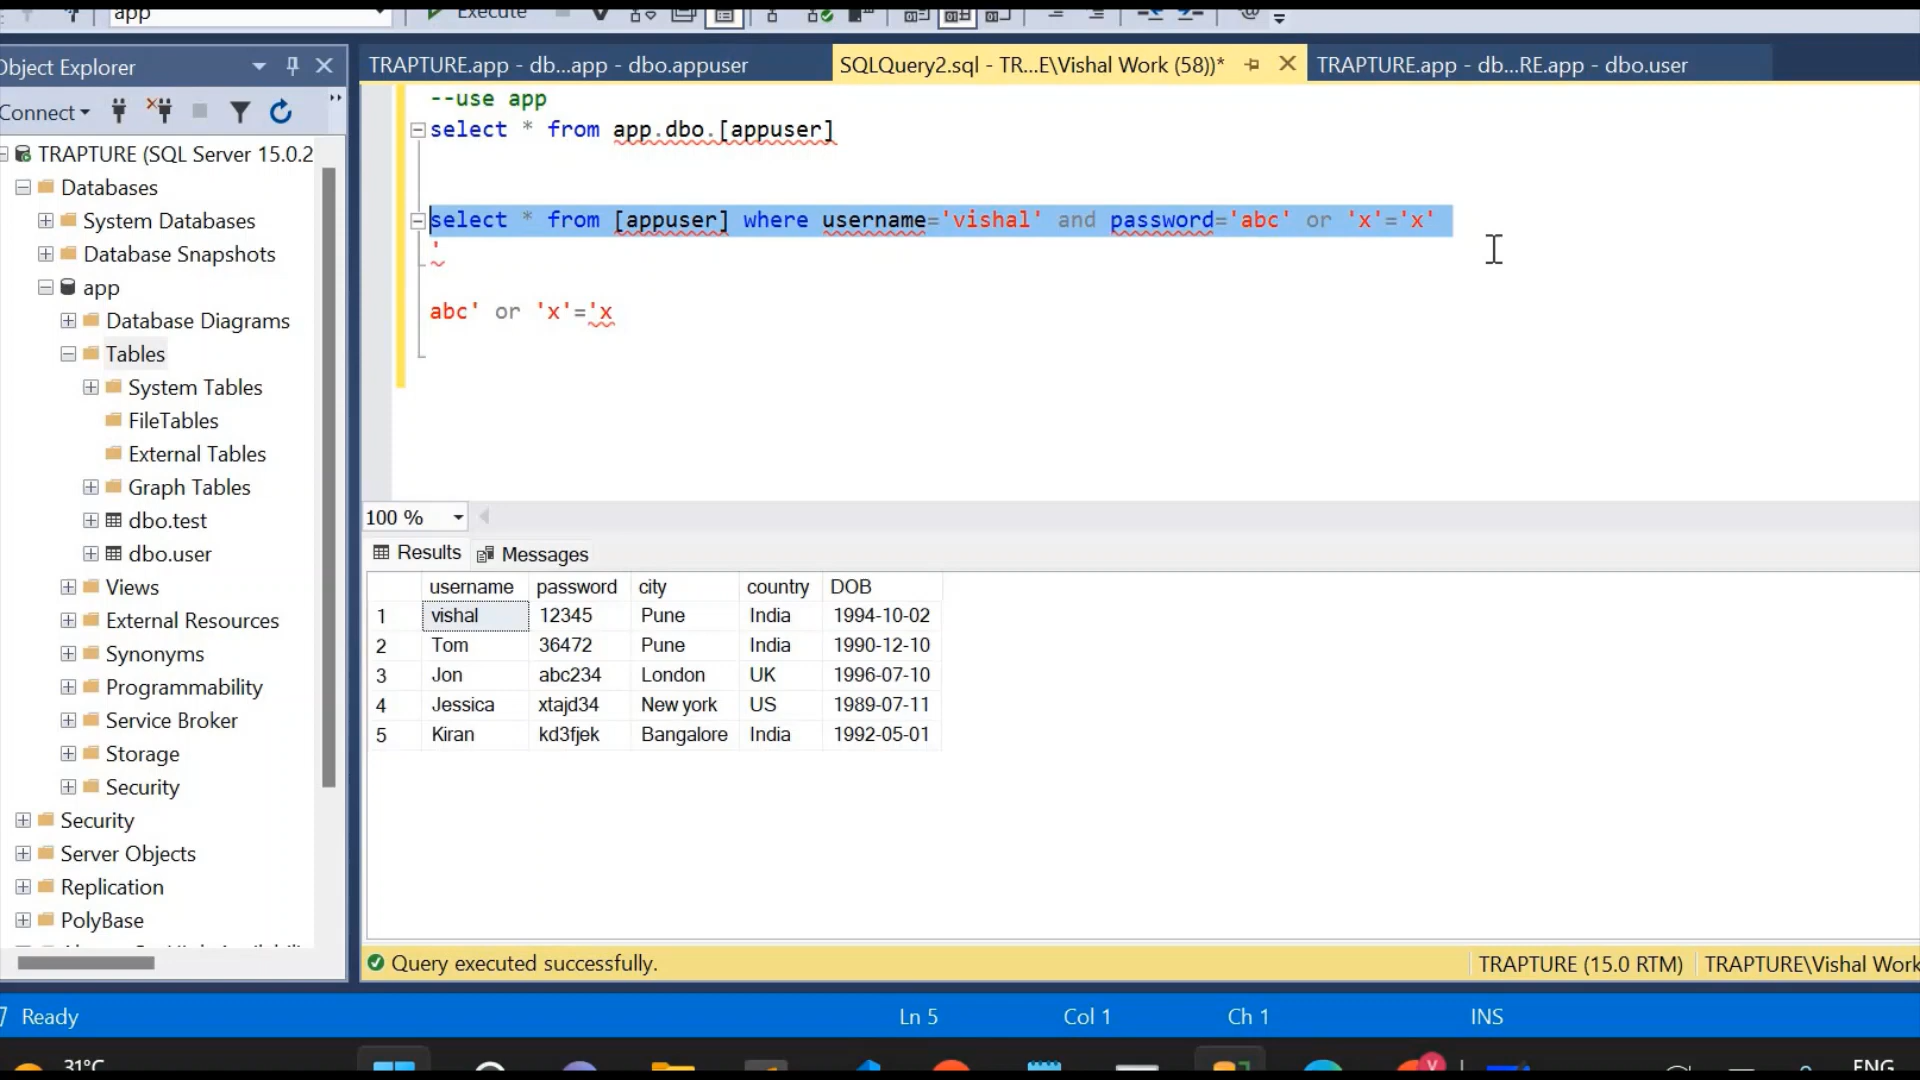 app
Execute
Object Explorer
Connect
TRAPTURE (SQL Server 15.0.2
Databases
System Databases
Database Snapshots
app
Database Diagrams
Tables
System Tables
FileTables
External Tables
Graph Tables
dbo.test
dbo.user
Views
External Resources
Synonyms
Programmability
Service Broker
Storage
Security
Security
Server Objects
Replication
PolyBase
TRAPTURE.app - db...app - dbo.appuser
SQLQuery2.sql - TR...E\Vishal Work (58))*
TRAPTURE.app - db...RE.app - dbo.user
--use app
select * from app.dbo.[appuser]
select * from [appuser] where username='vishal' and password='abc' or 'x'='x'
'
abc' or 'x'='x
100 %
Results Messages
username password city country DOB
1 vishal 12345 Pune India 1994-10-02
2 Tom 36472 Pune India 1990-12-10
3 Jon abc234 London UK 1996-07-10
4 Jessica xtajd34 New york US 1989-07-11
5 Kiran kd3fjek Bangalore India 1992-05-01
Query executed successfully.
TRAPTURE (15.0 RTM) TRAPTURE\Vishal Work
Ready
Ln 5 Col 1 Ch 1 INS
31°C
ENG